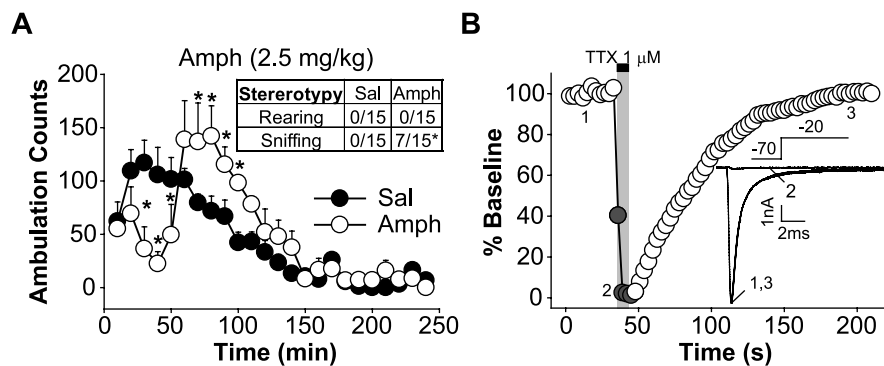 A
Amph (2.5 mg/kg)
200
150
100
50
0
Ambulation Counts
Stererotypy Sal Amph
Rearing 0/15 0/15
Sniffing 0/15 7/15*
* * * * * * * *
Sal
Amph
0 50 100 150 200 250
Time (min)
B
TTX 1 μM
100
80
60
40
20
0
% Baseline
1
2
3
-20
-70
2
1nA
2ms
1,3
0 50 100 150 200
Time (s)